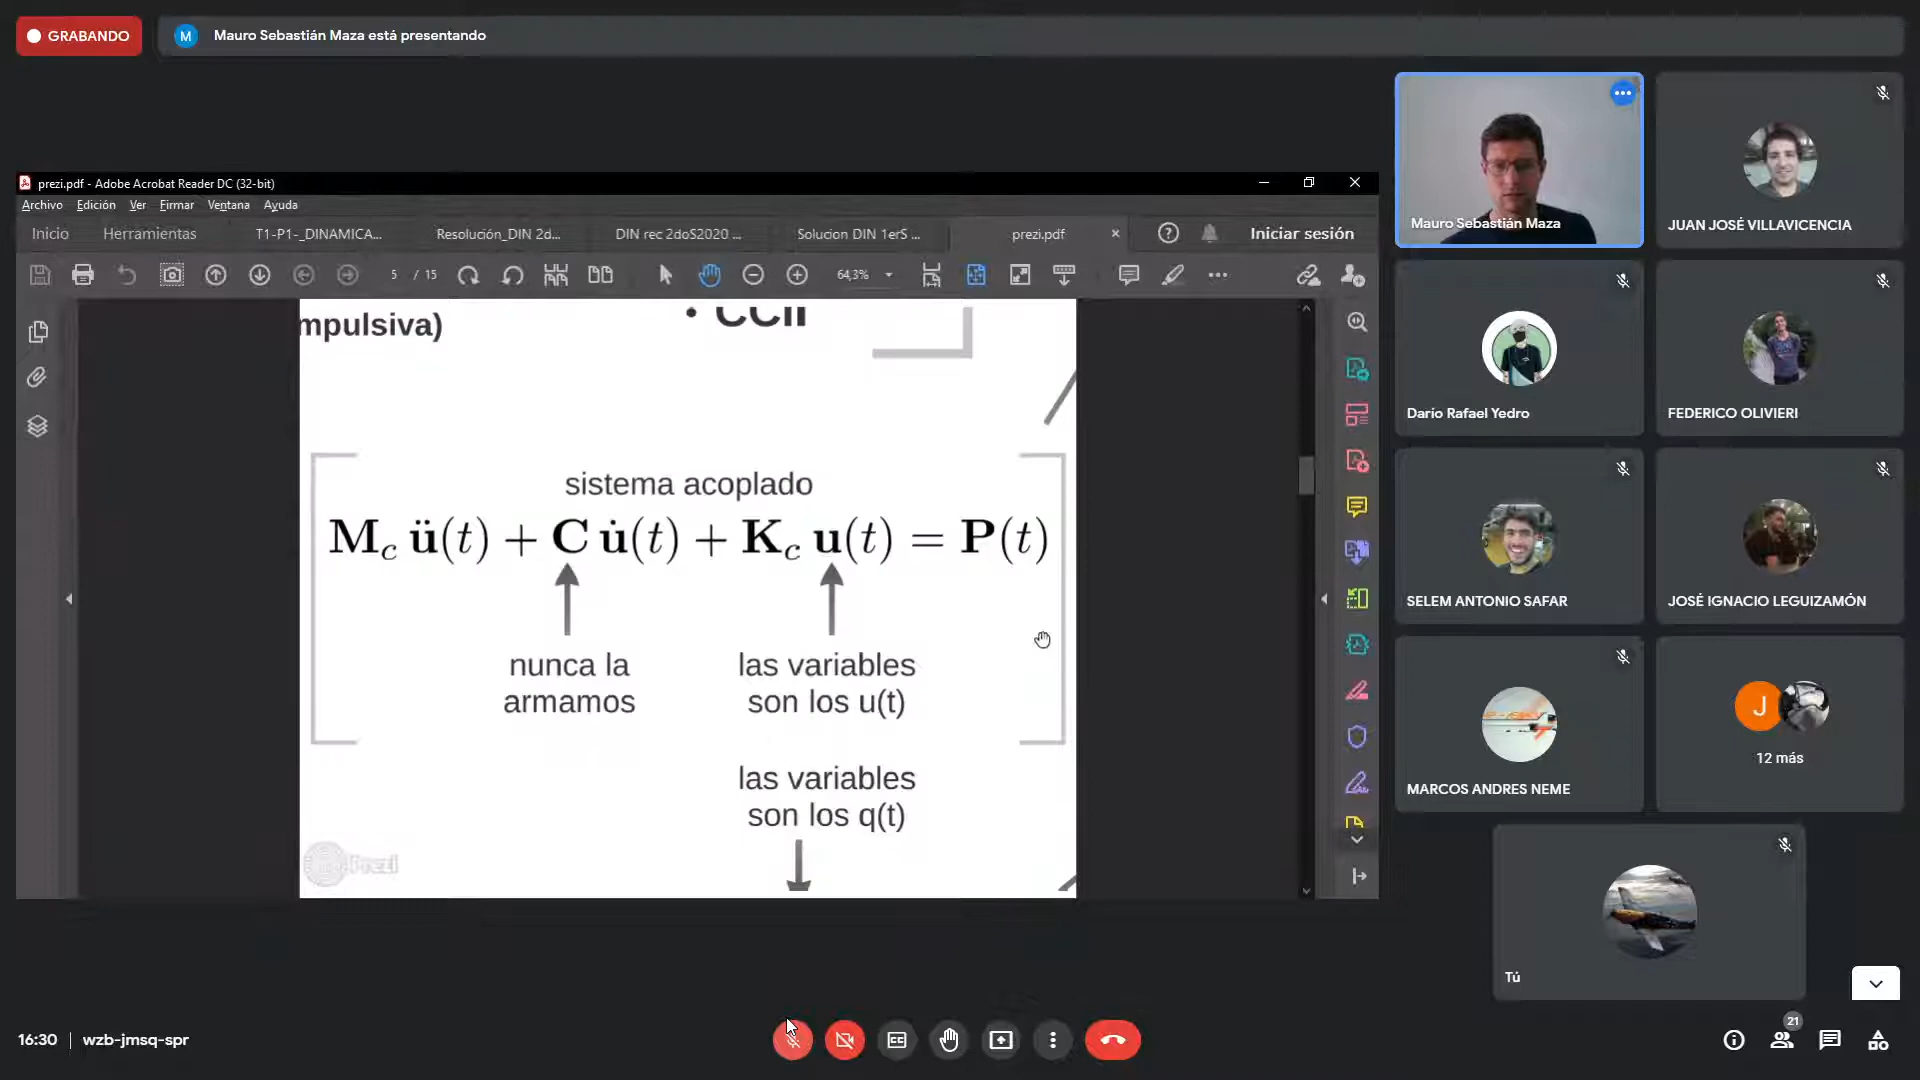 GRABANDO
M
Mauro Sebastián Maza está presentando
prezi.pdf - Adobe Acrobat Reader DC (32-bit)
Archivo Edición Ver Firmar Ventana Ayuda
Inicio Herramientas T1-P1-_DINAMICA... Resolución_DIN 2d... DIN rec 2doS2020 ... Solucion DIN 1erS ... prezi.pdf Iniciar sesión
5 / 15 64,3%
mpulsiva)
sistema acoplado
M_c ü(t) + C u̇(t) + K_c u(t) = P(t)
nunca la
armamos
las variables
son los u(t)
las variables
son los q(t)
Prezi
Mauro Sebastián Maza
JUAN JOSÉ VILLAVICENCIA
Dario Rafael Yedro
FEDERICO OLIVIERI
SELEM ANTONIO SAFAR
JOSÉ IGNACIO LEGUIZAMÓN
MARCOS ANDRES NEME
J
12 más
Tú
16:30 | wzb-jmsq-spr
21